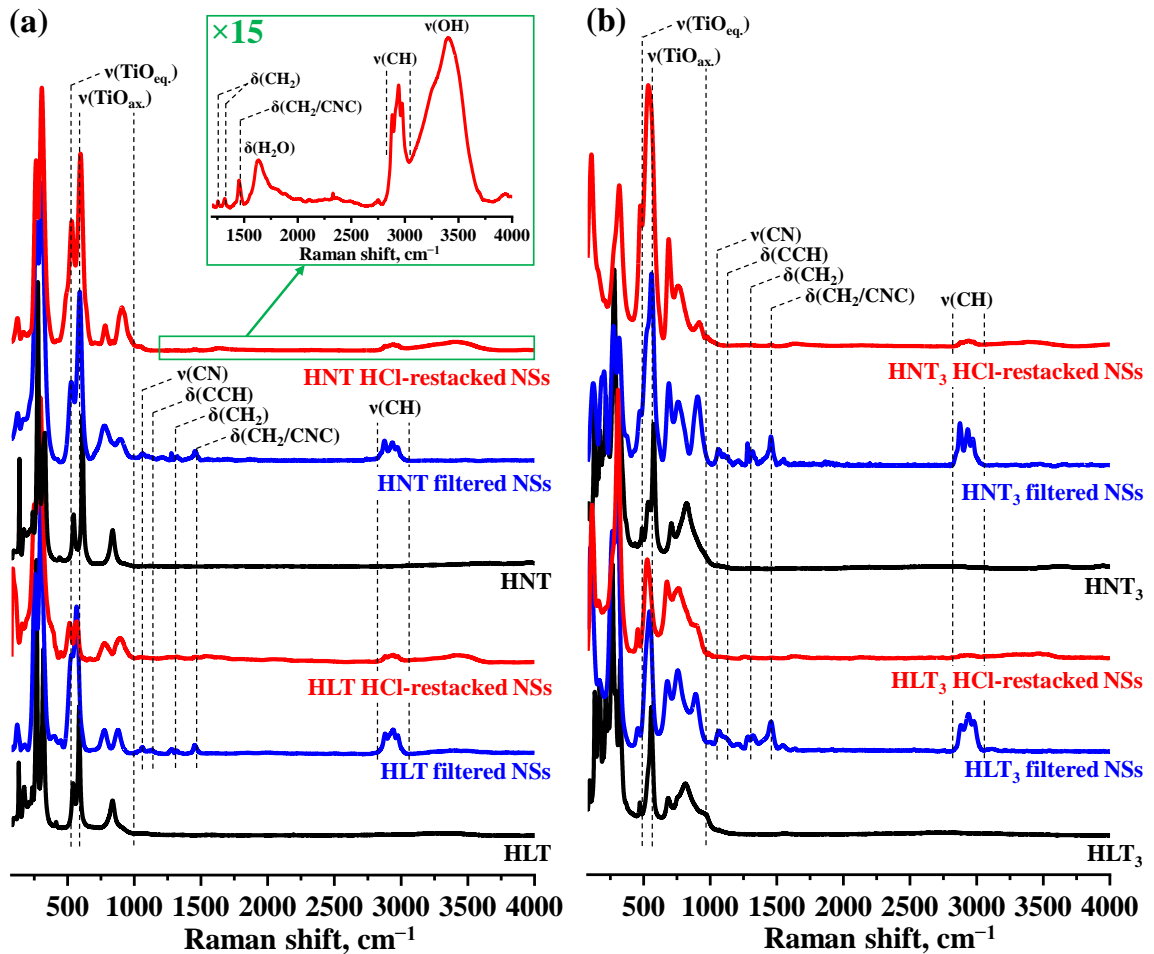 (a)
×15
ν(OH)
ν(CH)
δ(CH₂)
δ(CH₂/CNC)
δ(H₂O)
1500 2000 2500 3000 3500 4000
Raman shift, cm⁻¹
ν(TiOeq.)
ν(TiOax.)
HNT HCl-restacked NSs
ν(CN)
δ(CCH)
δ(CH₂)
δ(CH₂/CNC)
ν(CH)
HNT filtered NSs
HNT
HLT HCl-restacked NSs
HLT filtered NSs
HLT
500 1000 1500 2000 2500 3000 3500 4000
Raman shift, cm⁻¹
(b)
ν(TiOeq.)
ν(TiOax.)
ν(CN)
δ(CCH)
δ(CH₂)
δ(CH₂/CNC)
ν(CH)
HNT₃ HCl-restacked NSs
HNT₃ filtered NSs
HNT₃
HLT₃ HCl-restacked NSs
HLT₃ filtered NSs
HLT₃
500 1000 1500 2000 2500 3000 3500 4000
Raman shift, cm⁻¹